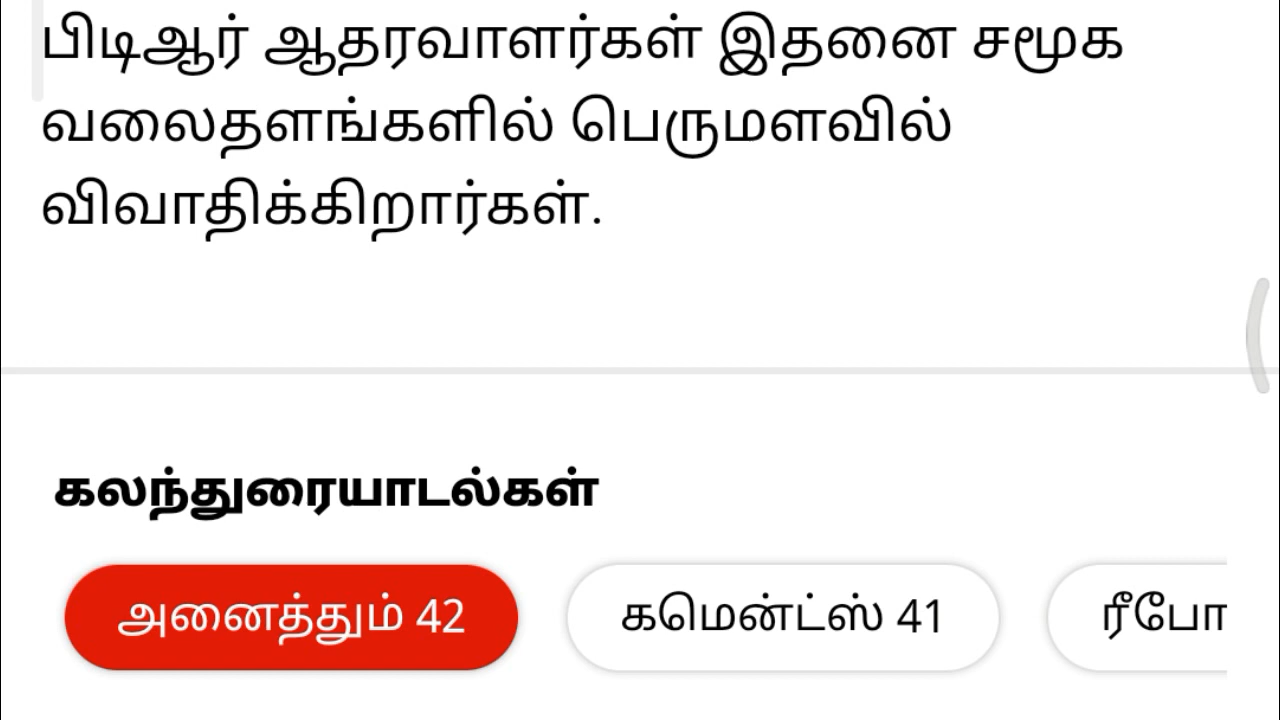 பிடிஆர் ஆதரவாளர்கள் இதனை சமூக
வலைதளங்களில் பெருமளவில்
விவாதிக்கிறார்கள்.
கலந்துரையாடல்கள்
அனைத்தும் 42
கமென்ட்ஸ் 41
ரீபோ